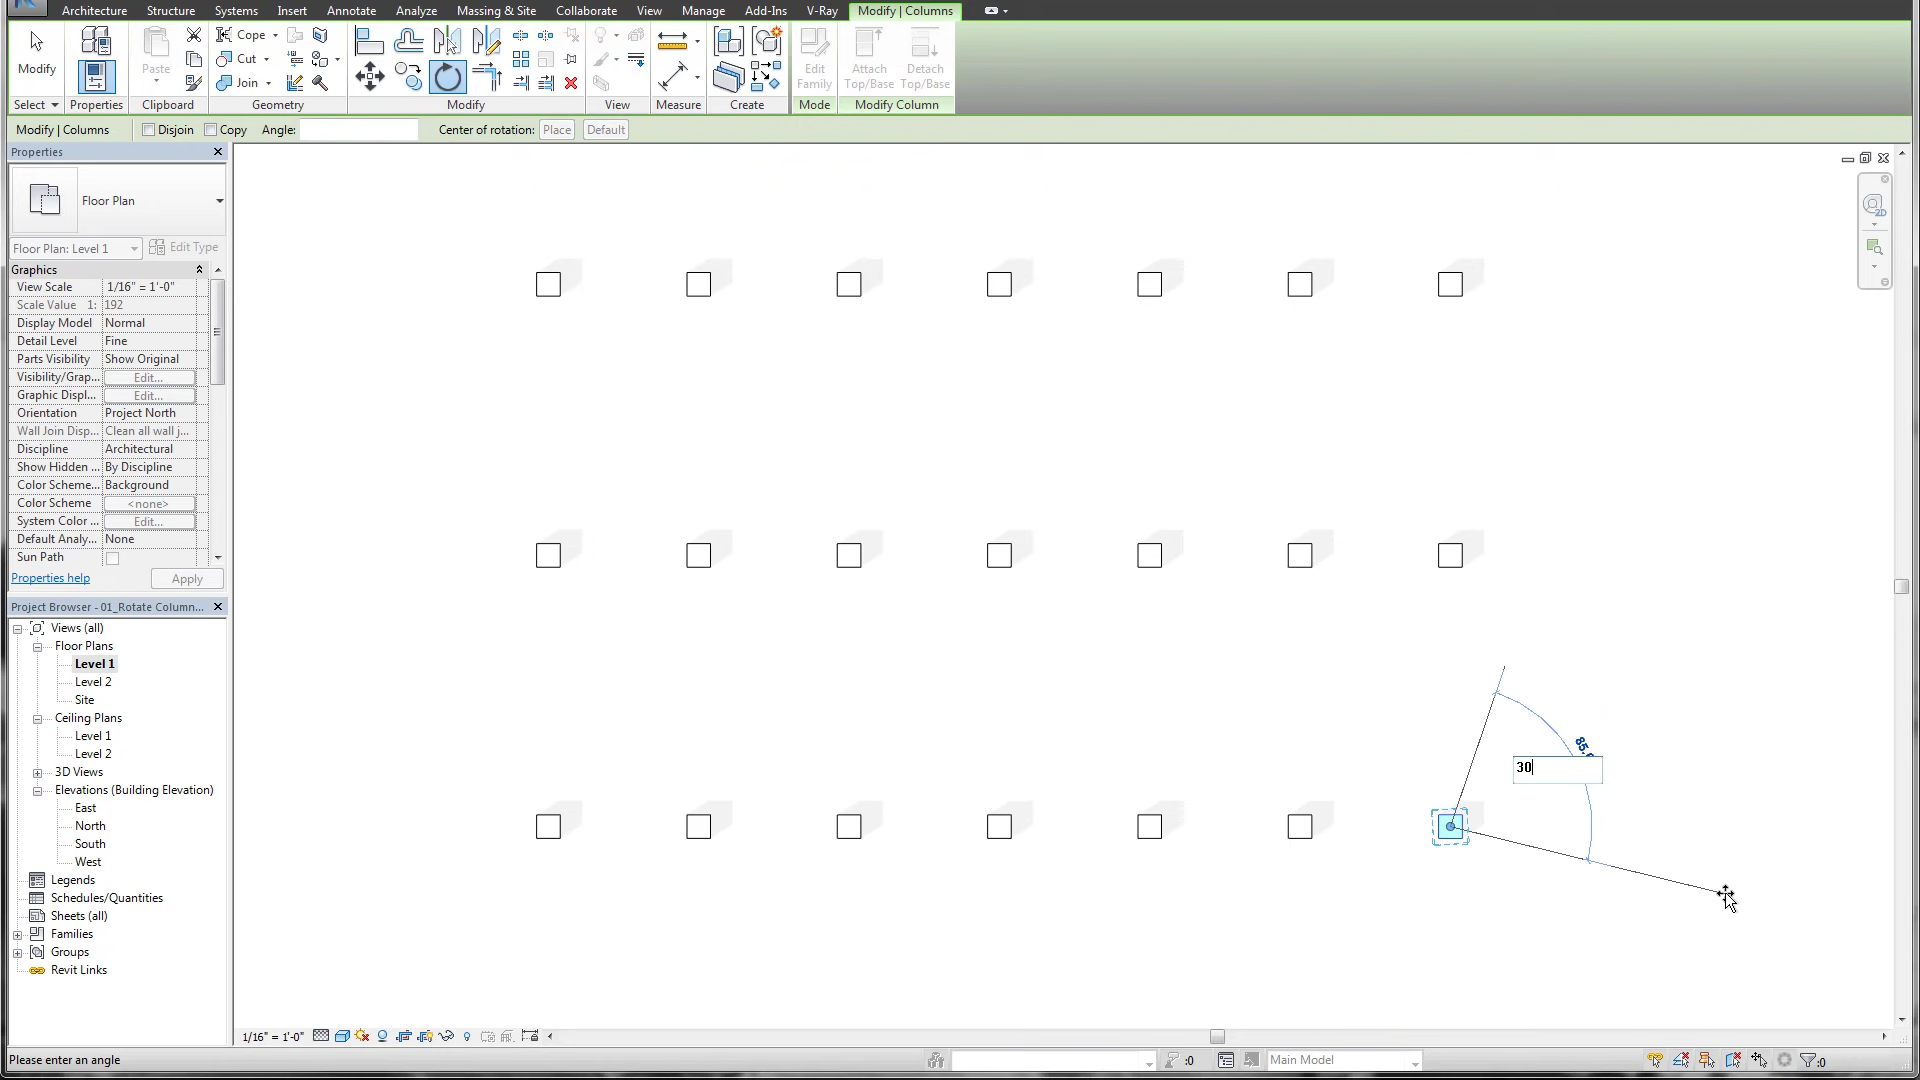 Architecture Structure Systems Insert Annotate Analyze Massing & Site Collaborate View Manage Add-Ins V-Ray Modify | Columns
Modify Paste Cope Cut Join Edit Family Attach Top/Base Detach Top/Base
Select Properties Clipboard Geometry Modify View Measure Create Mode Modify Column
Modify | Columns Disjoin Copy Angle: Center of rotation: Place Default
Properties
2D
Floor Plan
Floor Plan: Level 1 Edit Type
Graphics
View Scale 1/16" = 1'-0"
Scale Value 1: 192
Display Model Normal
Detail Level Fine
Parts Visibility Show Original
Visibility/Grap... Edit...
Graphic Displ... Edit...
Orientation Project North
Wall Join Disp... Clean all wall j...
Discipline Architectural
Show Hidden ... By Discipline
Color Scheme... Background
Color Scheme <none>
System Color ... Edit...
Default Analy... None
Sun Path
Properties help Apply
Project Browser - 01_Rotate Column...
Views (all)
Floor Plans
Level 1
Level 2
Site
Ceiling Plans
Level 1
Level 2
3D Views
Elevations (Building Elevation)
East
North
South
West
Legends
Schedules/Quantities
Sheets (all)
Families
Groups
Revit Links
85.
30
1/16" = 1'-0"
Please enter an angle :0 Main Model :0